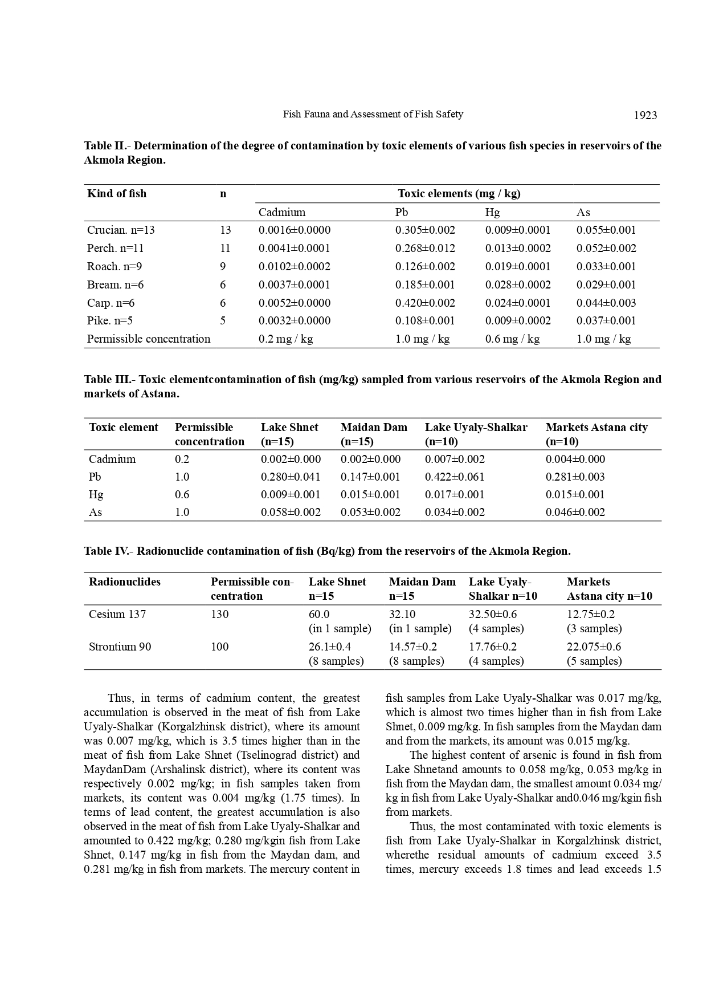 Fish Fauna and Assessment of Fish Safety 1923
Table II.- Determination of the degree of contamination by toxic elements of various fish species in reservoirs of the
Akmola Region.
Kind of fish n Toxic elements (mg / kg)
Cadmium Pb Hg As
Crucian. n=13 13 0.0016±0.0000 0.305±0.002 0.009±0.0001 0.055±0.001
Perch. n=11 11 0.0041±0.0001 0.268±0.012 0.013±0.0002 0.052±0.002
Roach. n=9 9 0.0102±0.0002 0.126±0.002 0.019±0.0001 0.033±0.001
Bream. n=6 6 0.0037±0.0001 0.185±0.001 0.028±0.0002 0.029±0.001
Carp. n=6 6 0.0052±0.0000 0.420±0.002 0.024±0.0001 0.044±0.003
Pike. n=5 5 0.0032±0.0000 0.108±0.001 0.009±0.0002 0.037±0.001
Permissible concentration 0.2 mg / kg 1.0 mg / kg 0.6 mg / kg 1.0 mg / kg
Table III.- Toxic elementcontamination of fish (mg/kg) sampled from various reservoirs of the Akmola Region and
markets of Astana.
Toxic element Permissible Lake Shnet Maidan Dam Lake Uyaly-Shalkar Markets Astana city
concentration (n=15) (n=15) (n=10) (n=10)
Cadmium 0.2 0.002±0.000 0.002±0.000 0.007±0.002 0.004±0.000
Pb 1.0 0.280±0.041 0.147±0.001 0.422±0.061 0.281±0.003
Hg 0.6 0.009±0.001 0.015±0.001 0.017±0.001 0.015±0.001
As 1.0 0.058±0.002 0.053±0.002 0.034±0.002 0.046±0.002
Table IV.- Radionuclide contamination of fish (Bq/kg) from the reservoirs of the Akmola Region.
Radionuclides Permissible con- Lake Shnet Maidan Dam Lake Uyaly- Markets
centration n=15 n=15 Shalkar n=10 Astana city n=10
Cesium 137 130 60.0 32.10 32.50±0.6 12.75±0.2
(in 1 sample) (in 1 sample) (4 samples) (3 samples)
Strontium 90 100 26.1±0.4 14.57±0.2 17.76±0.2 22.075±0.6
(8 samples) (8 samples) (4 samples) (5 samples)
Thus, in terms of cadmium content, the greatest
accumulation is observed in the meat of fish from Lake
Uyaly-Shalkar (Korgalzhinsk district), where its amount
was 0.007 mg/kg, which is 3.5 times higher than in the
meat of fish from Lake Shnet (Tselinograd district) and
MaydanDam (Arshalinsk district), where its content was
respectively 0.002 mg/kg; in fish samples taken from
markets, its content was 0.004 mg/kg (1.75 times). In
terms of lead content, the greatest accumulation is also
observed in the meat of fish from Lake Uyaly-Shalkar and
amounted to 0.422 mg/kg; 0.280 mg/kgin fish from Lake
Shnet, 0.147 mg/kg in fish from the Maydan dam, and
0.281 mg/kg in fish from markets. The mercury content in
fish samples from Lake Uyaly-Shalkar was 0.017 mg/kg,
which is almost two times higher than in fish from Lake
Shnet, 0.009 mg/kg. In fish samples from the Maydan dam
and from the markets, its amount was 0.015 mg/kg.
The highest content of arsenic is found in fish from
Lake Shnetand amounts to 0.058 mg/kg, 0.053 mg/kg in
fish from the Maydan dam, the smallest amount 0.034 mg/
kg in fish from Lake Uyaly-Shalkar and0.046 mg/kgin fish
from markets.
Thus, the most contaminated with toxic elements is
fish from Lake Uyaly-Shalkar in Korgalzhinsk district,
wherethe residual amounts of cadmium exceed 3.5
times, mercury exceeds 1.8 times and lead exceeds 1.5